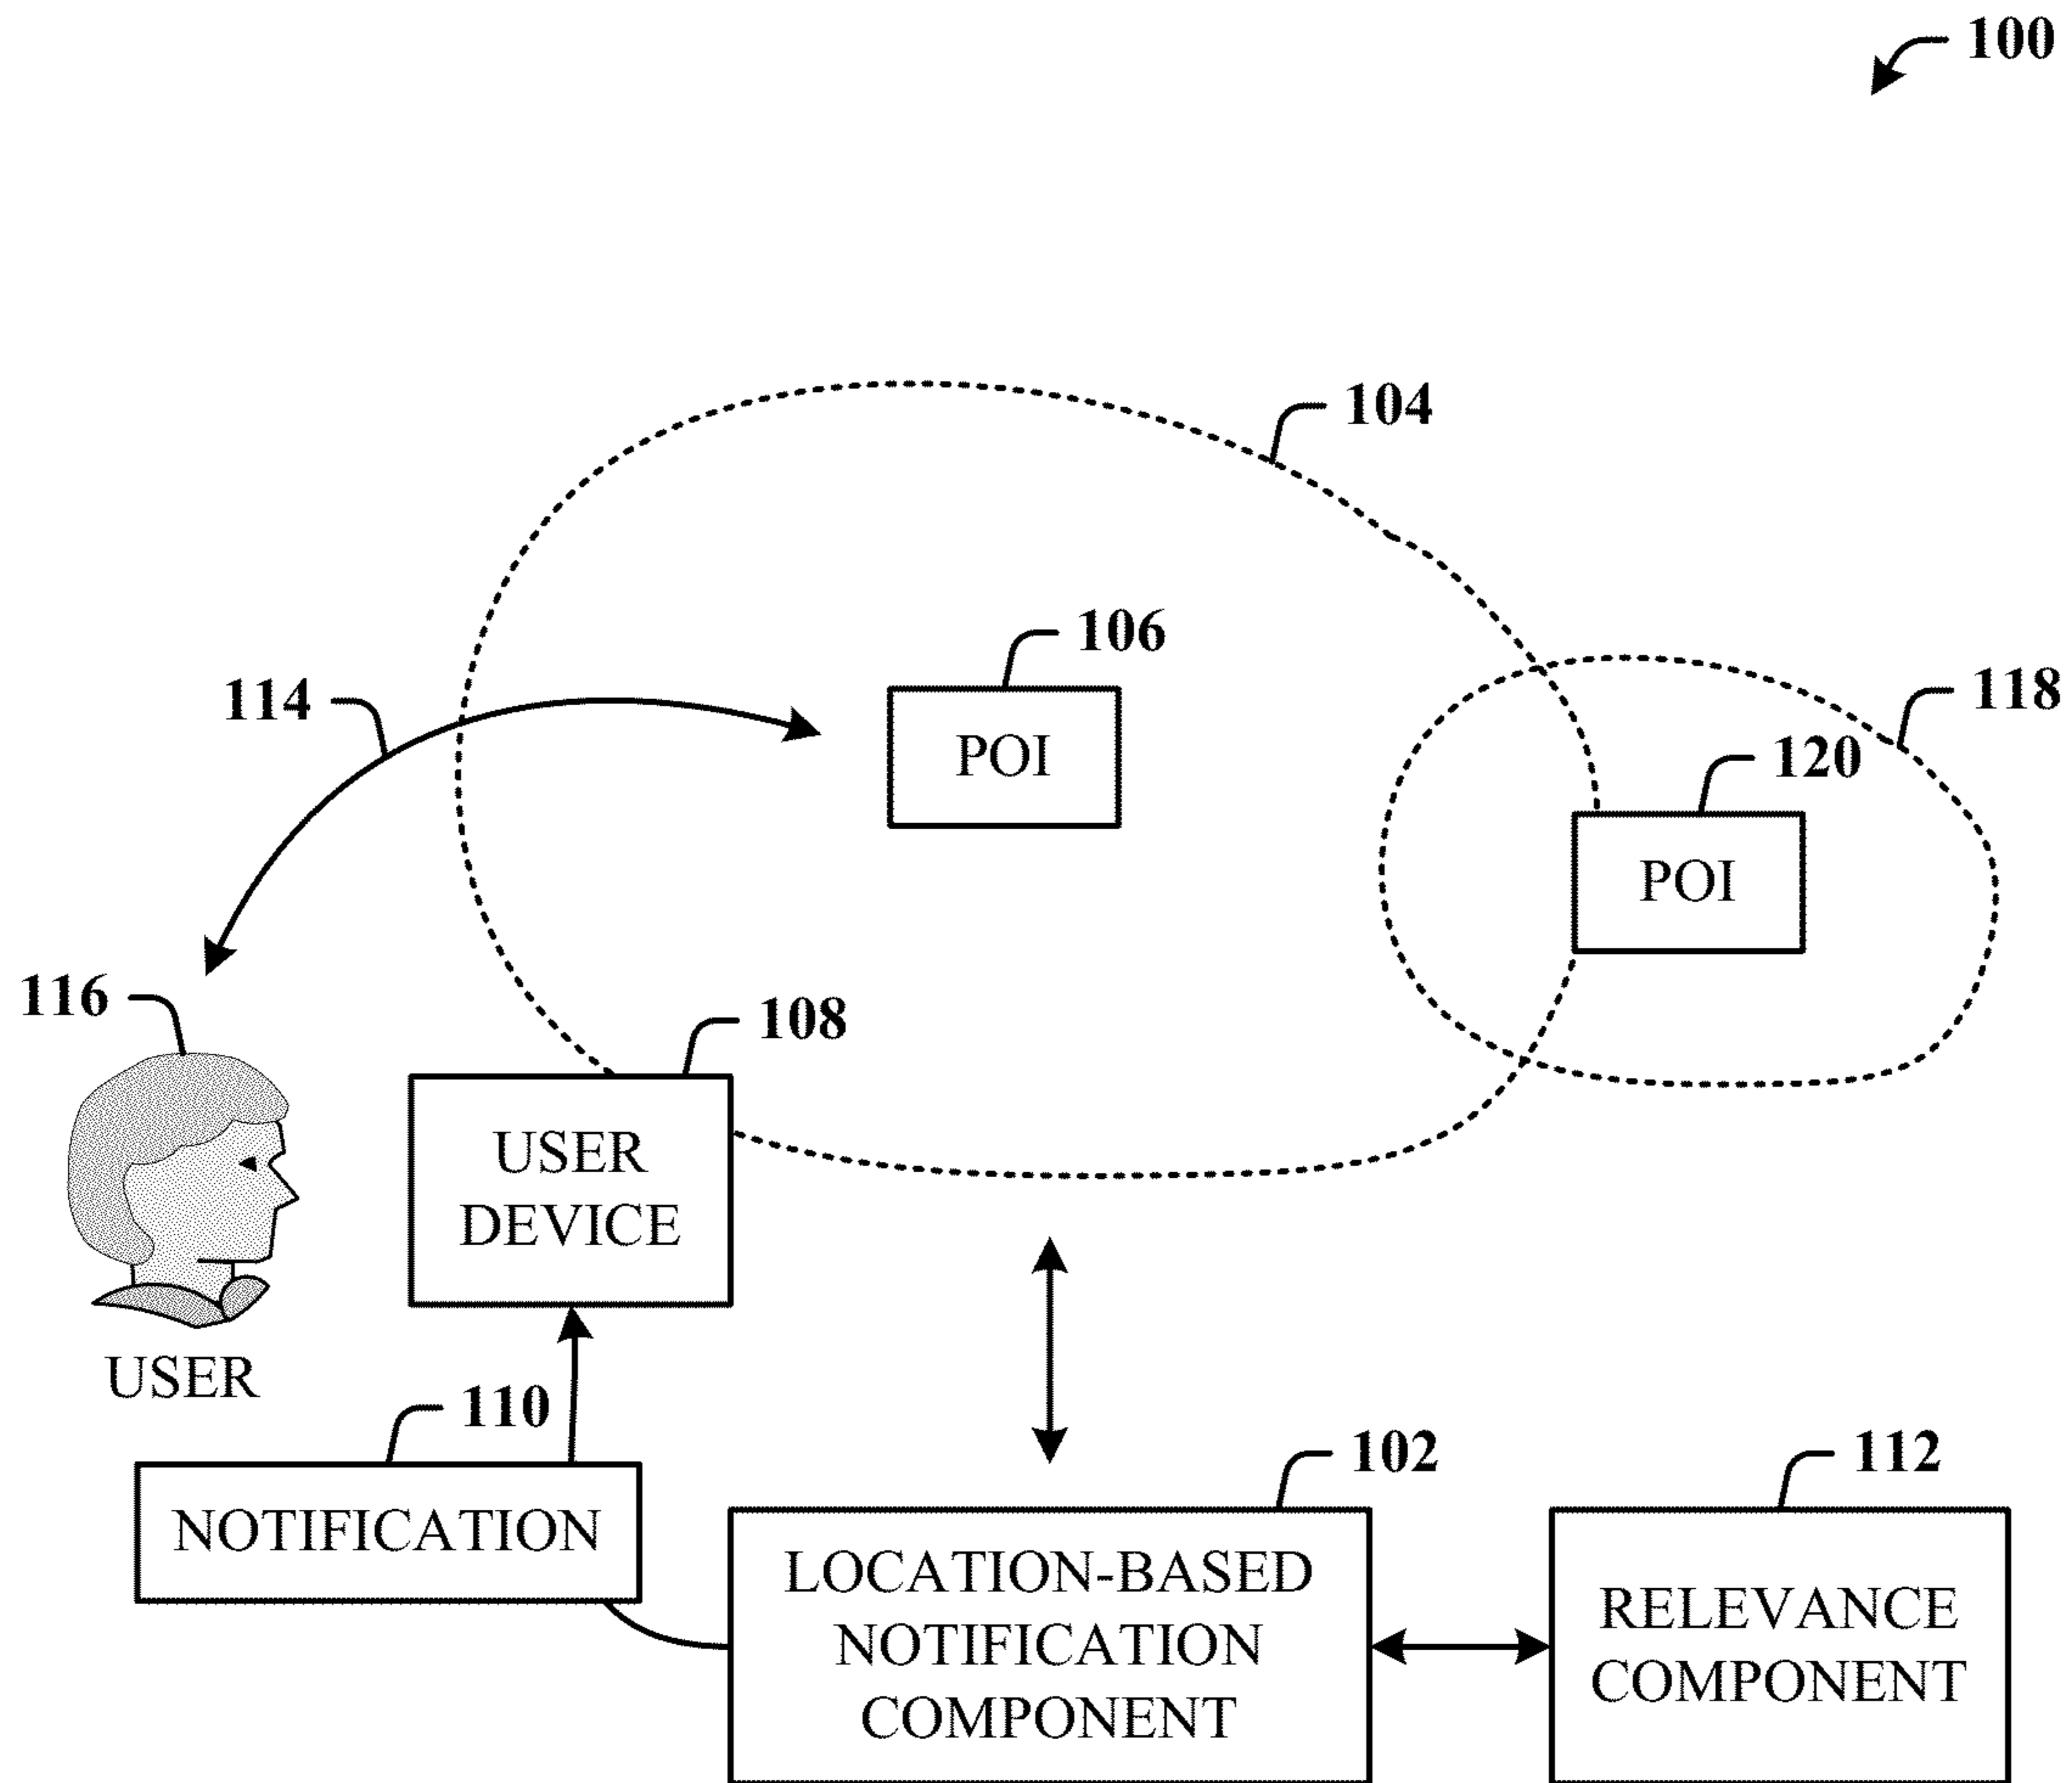 100
104
106
114
118
POI
120
POI
116
108
USER
DEVICE
USER
110
102
112
NOTIFICATION
LOCATION-BASED
NOTIFICATION
COMPONENT
RELEVANCE
COMPONENT